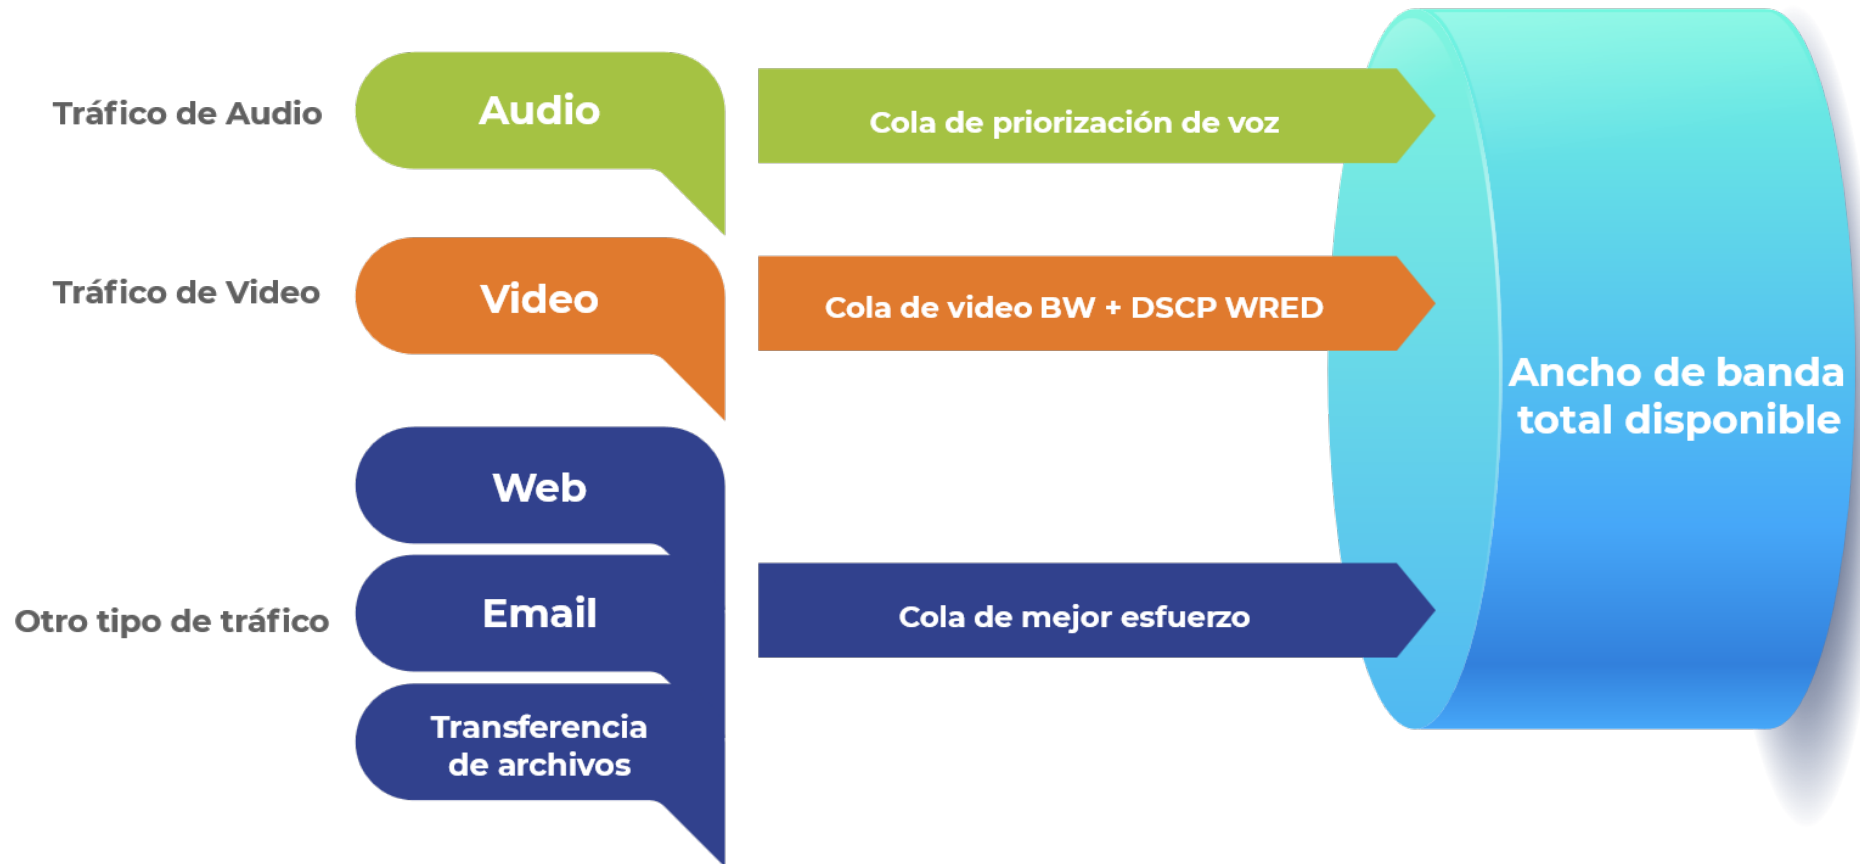 Tráfico de Audio
Audio
Cola de priorización de voz
Tráfico de Video
Video
Cola de video BW + DSCP WRED
Ancho de banda
total disponible
Web
Otro tipo de tráfico
Email
Cola de mejor esfuerzo
Transferencia
de archivos